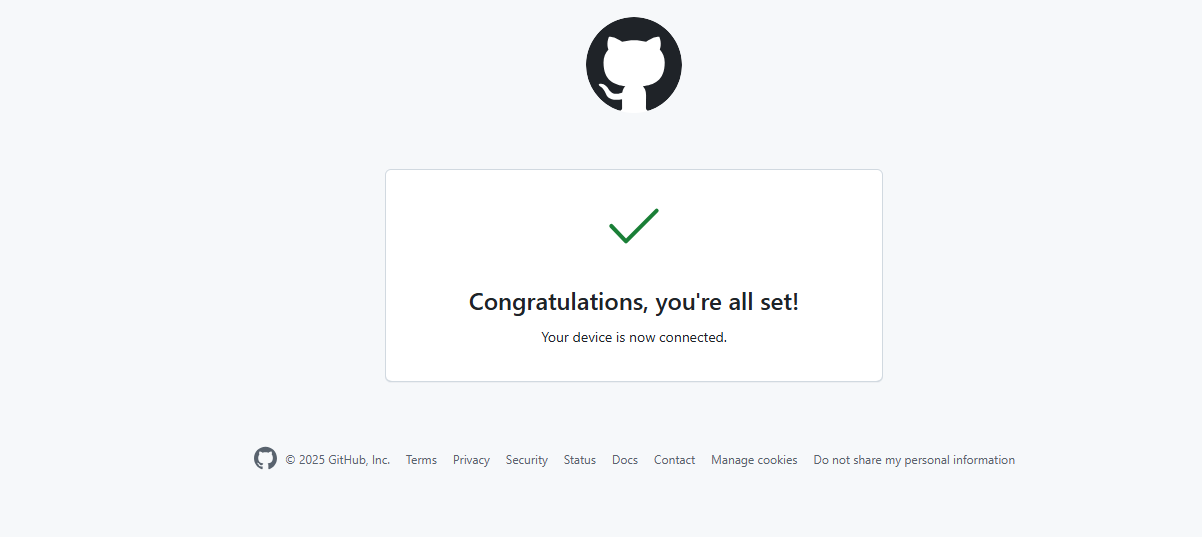 Congratulations, you're all set!
Your device is now connected.
© 2025 GitHub, Inc. Terms Privacy Security Status Docs Contact Manage cookies Do not share my personal information